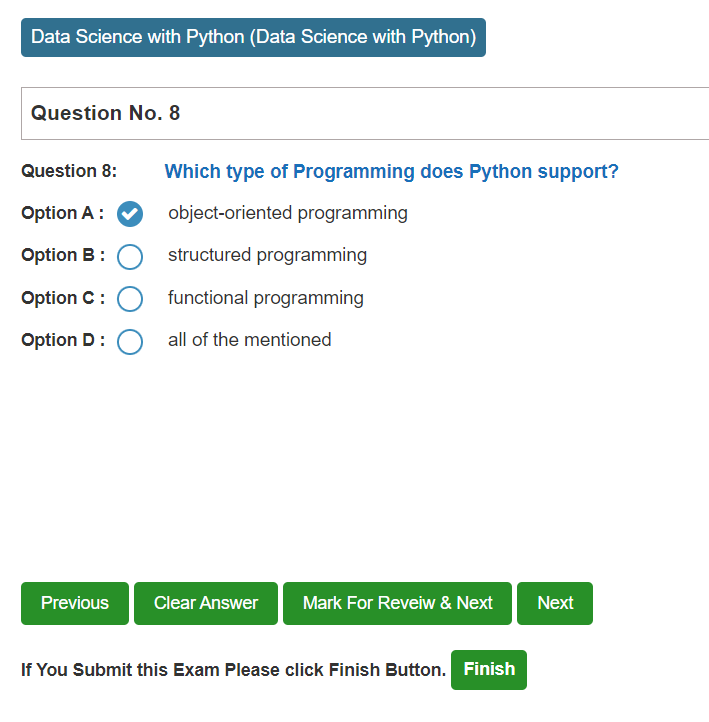 Data Science with Python (Data Science with Python)
Question No. 8
Question 8: Which type of Programming does Python support?
Option A : object-oriented programming
Option B : structured programming
Option C : functional programming
Option D : all of the mentioned
Previous Clear Answer Mark For Reveiw & Next Next
If You Submit this Exam Please click Finish Button. Finish